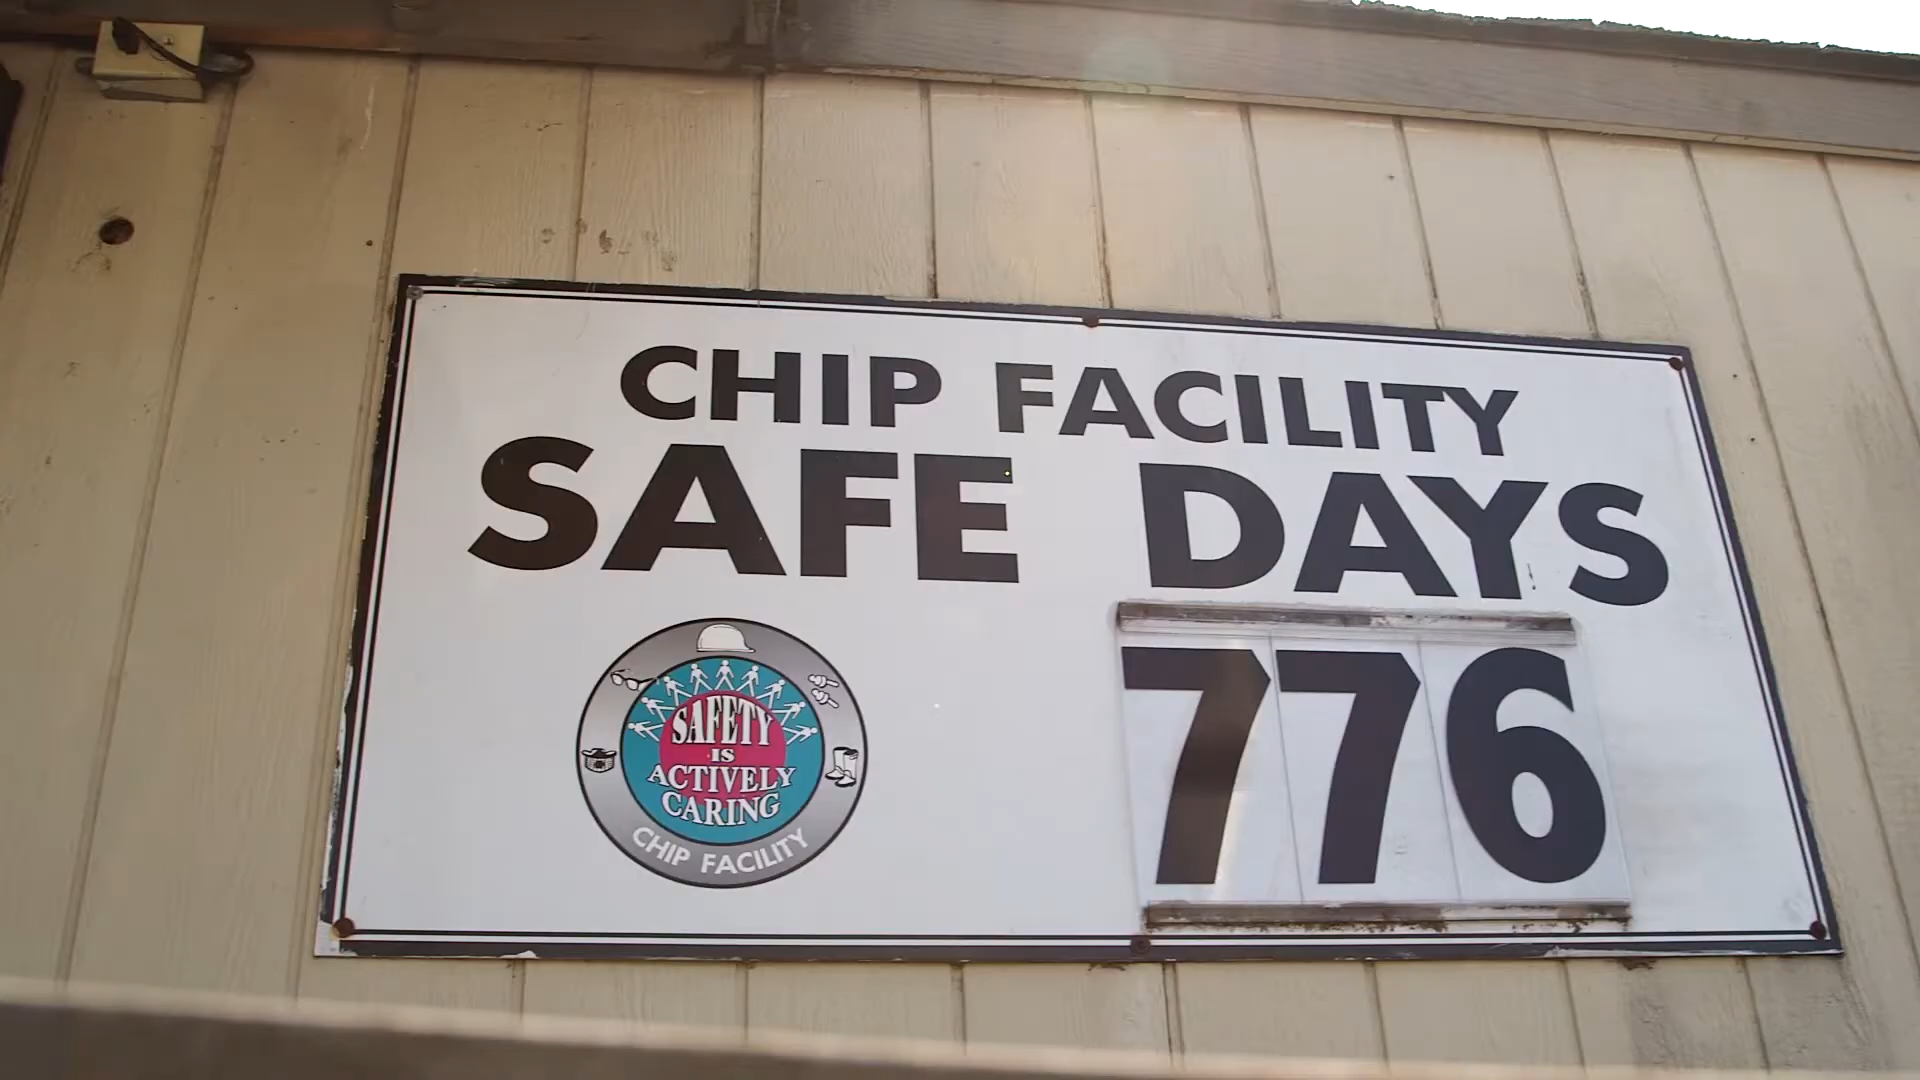 CHIP FACILITY
SAFE DAYS
776
SAFETY
IS
ACTIVELY
CARING
CHIP FACILITY